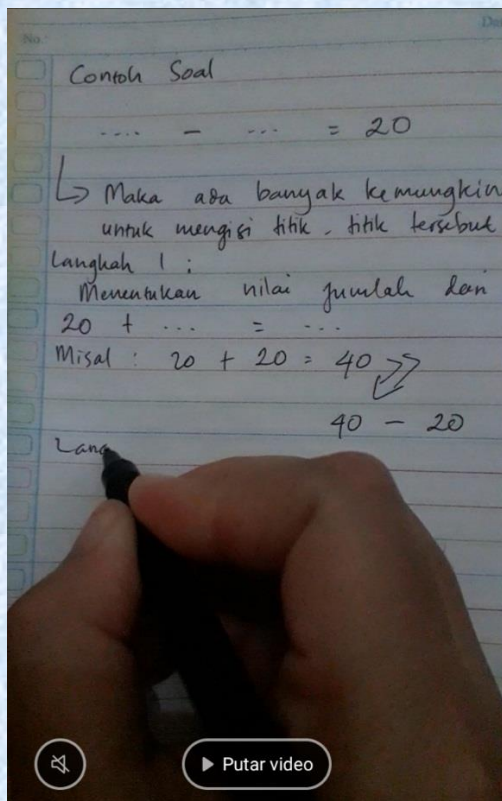 No:
Contoh Soal
.... - ... = 20
↳ Maka ada banyak kemungkin
untuk mengisi titik, titik tersebut
Langkah 1 :
Menentukan nilai jumlah dari
20 + ... = ...
Misal : 20 + 20 = 40
40 - 20
Lang
Putar video